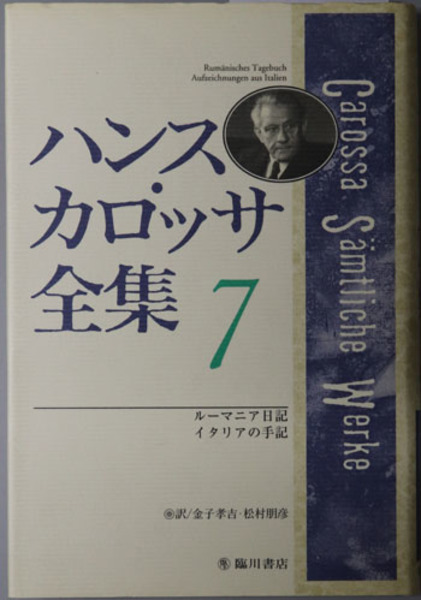 Rumänisches Tagebuch
Aufzeichnungen aus Italien
Carossa Sämtliche Werke
ハンス・
カロッサ
全集 7
ルーマニア日記
イタリアの手記
訳/金子孝吉・松村朋彦
臨川書店